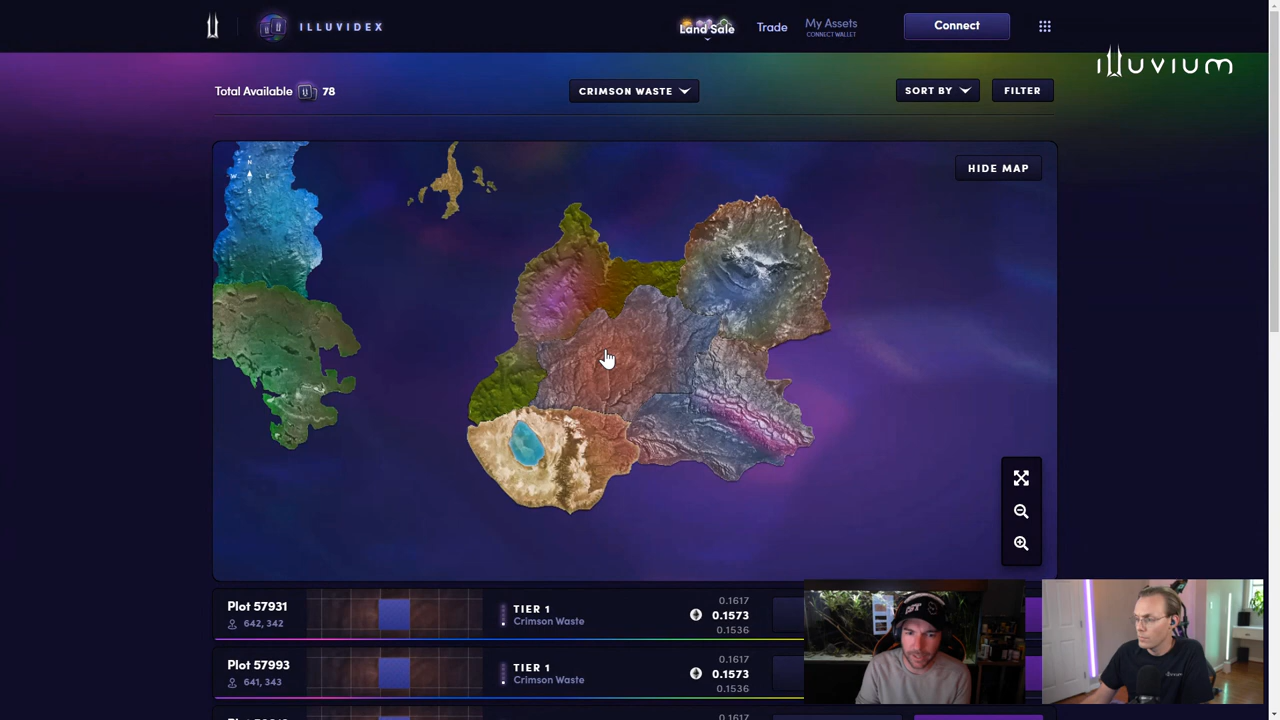 ILLUVIDEX
Land Sale
Trade
My Assets
CONNECT WALLET
Connect
ILLUVIUM
Total Available 78
CRIMSON WASTE
SORT BY
FILTER
N
W E
S
HIDE MAP
Plot 57931
642, 342
TIER 1
Crimson Waste
0.1617
0.1573
0.1536
Plot 57993
641, 343
TIER 1
Crimson Waste
0.1617
0.1573
0.1536